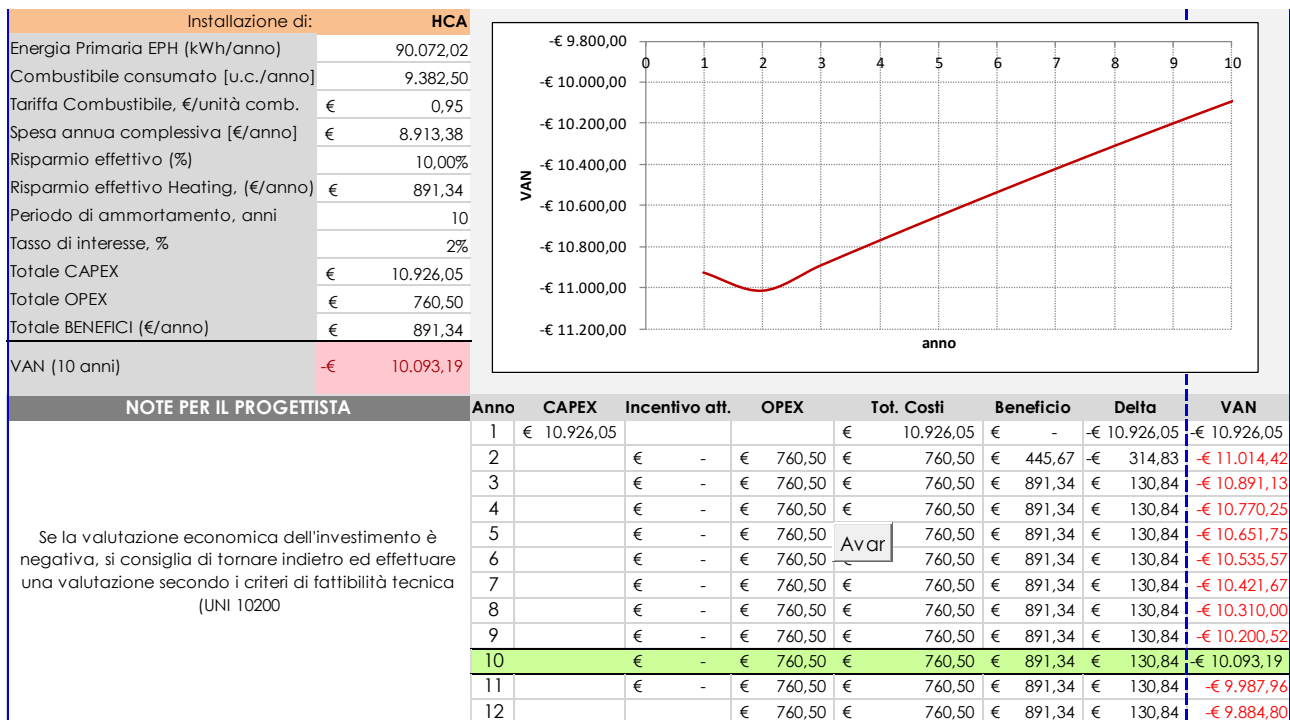 Installazione di: HCA
Energia Primaria EPH (kWh/anno) 90.072,02
Combustibile consumato [u.c./anno] 9.382,50
Tariffa Combustibile, €/unità comb. € 0,95
Spesa annua complessiva [€/anno] € 8.913,38
Risparmio effettivo (%) 10,00%
Risparmio effettivo Heating, (€/anno) € 891,34
Periodo di ammortamento, anni 10
Tasso di interesse, % 2%
Totale CAPEX € 10.926,05
Totale OPEX € 760,50
Totale BENEFICI (€/anno) € 891,34
VAN (10 anni) -€ 10.093,19
-€ 9.800,00
0 1 2 3 4 5 6 7 8 9 10
-€ 10.000,00
-€ 10.200,00
-€ 10.400,00
VAN
-€ 10.600,00
-€ 10.800,00
-€ 11.000,00
-€ 11.200,00
anno
NOTE PER IL PROGETTISTA
Se la valutazione economica dell'investimento è
negativa, si consiglia di tornare indietro ed effettuare
una valutazione secondo i criteri di fattibilità tecnica
(UNI 10200
Anno CAPEX Incentivo att. OPEX Tot. Costi Beneficio Delta VAN
1 € 10.926,05 € 10.926,05 € - -€ 10.926,05 -€ 10.926,05
2 € - € 760,50 € 760,50 € 445,67 -€ 314,83 -€ 11.014,42
3 € - € 760,50 € 760,50 € 891,34 € 130,84 -€ 10.891,13
4 € - € 760,50 € 760,50 € 891,34 € 130,84 -€ 10.770,25
5 € - € 760,50 760,50 € 891,34 € 130,84 -€ 10.651,75
Avar
6 € - € 760,50 € 760,50 € 891,34 € 130,84 -€ 10.535,57
7 € - € 760,50 € 760,50 € 891,34 € 130,84 -€ 10.421,67
8 € - € 760,50 € 760,50 € 891,34 € 130,84 -€ 10.310,00
9 € - € 760,50 € 760,50 € 891,34 € 130,84 -€ 10.200,52
10 € - € 760,50 € 760,50 € 891,34 € 130,84 -€ 10.093,19
11 € - € 760,50 € 760,50 € 891,34 € 130,84 -€ 9.987,96
12 € 760,50 € 760,50 € 891,34 € 130,84 -€ 9.884,80